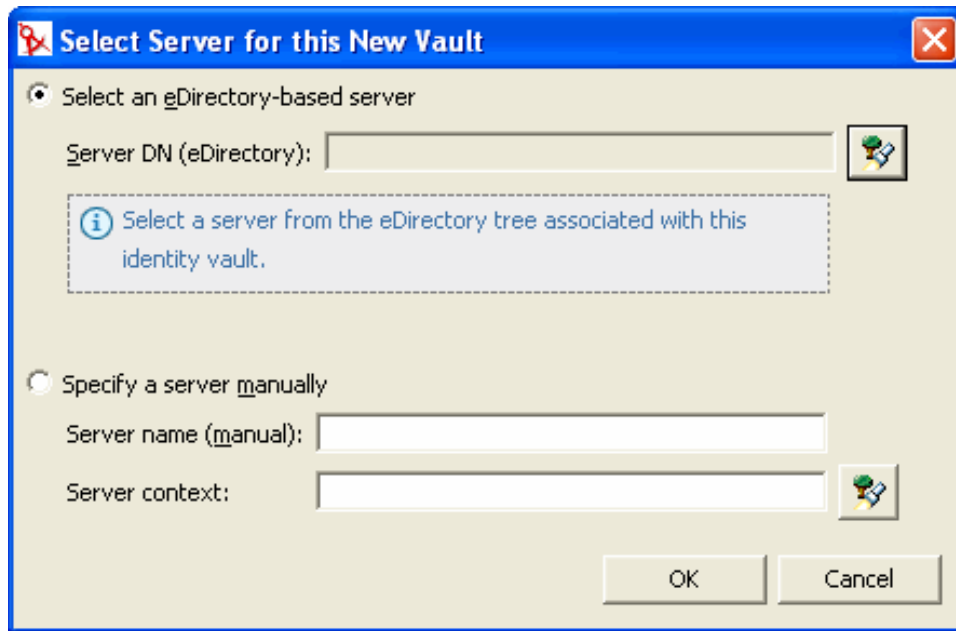 Select Server for this New Vault
Select an eDirectory-based server
Server DN (eDirectory):
Select a server from the eDirectory tree associated with this
identity vault.
Specify a server manually
Server name (manual):
Server context:
OK Cancel